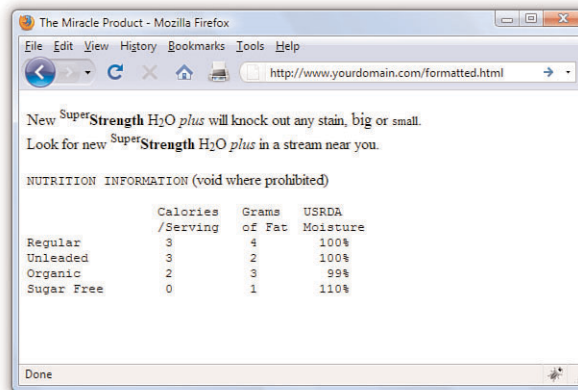 The Miracle Product - Mozilla Firefox
File Edit View History Bookmarks Tools Help
http://www.yourdomain.com/formatted.html
New SuperStrength H2O plus will knock out any stain, big or small.
Look for new SuperStrength H2O plus in a stream near you.
NUTRITION INFORMATION (void where prohibited)
Calories Grams USRDA
/Serving of Fat Moisture
Regular 3 4 100%
Unleaded 3 2 100%
Organic 2 3 99%
Sugar Free 0 1 110%
Done